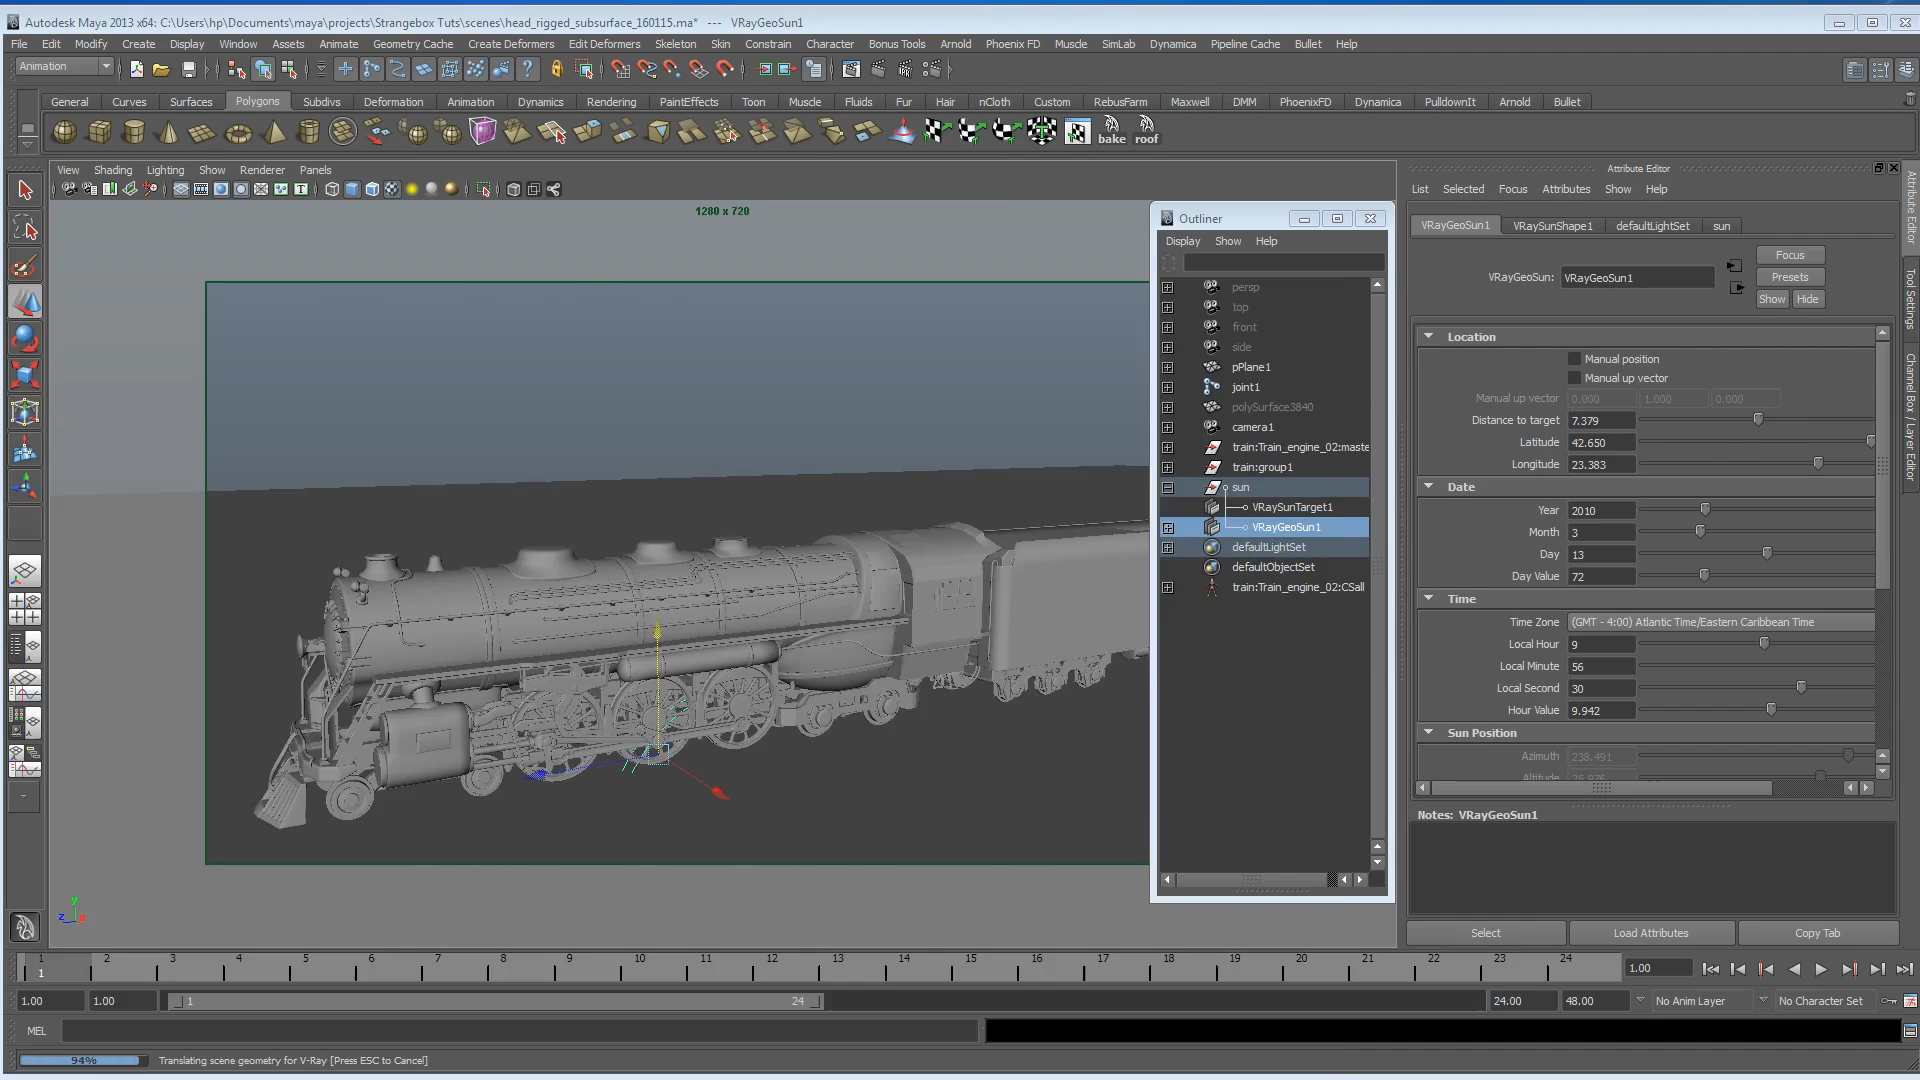 Autodesk Maya 2013 x64: C:\Users\hp\Documents\maya\projects\Strangebox Tuts\scenes\head_rigged_subsurface_160115.ma* --- VRayGeoSun1
File Edit Modify Create Display Window Assets Animate Geometry Cache Create Deformers Edit Deformers Skeleton Skin Constrain Character Bonus Tools Arnold Phoenix FD Muscle SimLab Dynamica Pipeline Cache Bullet Help
Animation
General Curves Surfaces Polygons Subdivs Deformation Animation Dynamics Rendering PaintEffects Toon Muscle Fluids Fur Hair nCloth Custom RebusFarm Maxwell DMM PhoenixFD Dynamica PulldownIt Arnold Bullet
bake roof
View Shading Lighting Show Renderer Panels
1280 x 720
Outliner
Display Show Help
persp
top
front
side
pPlane1
joint1
polySurface3840
camera1
train:Train_engine_02:maste
train:group1
sun
VRaySunTarget1
VRayGeoSun1
defaultLightSet
defaultObjectSet
train:Train_engine_02:CSall
Attribute Editor
List Selected Focus Attributes Show Help
VRayGeoSun1 VRaySunShape1 defaultLightSet sun
Focus
VRayGeoSun: VRayGeoSun1
Presets
Show Hide
Location
Manual position
Manual up vector
Manual up vector 0.000 1.000 0.000
Distance to target 7.379
Latitude 42.650
Longitude 23.383
Date
Year 2010
Month 3
Day 13
Day Value 72
Time
Time Zone (GMT - 4:00) Atlantic Time/Eastern Caribbean Time
Local Hour 9
Local Minute 56
Local Second 30
Hour Value 9.942
Sun Position
Azimuth 238.491
Altitude 25.976
Notes: VRayGeoSun1
Select Load Attributes Copy Tab
Attribute Editor
Tool Settings
Channel Box / Layer Editor
y
z x
1 2 3 4 5 6 7 8 9 10 11 12 13 14 15 16 17 18 19 20 21 22 23 24
1
1.00
1.00 1.00 1 24 24.00 48.00 No Anim Layer No Character Set
MEL
94% Translating scene geometry for V-Ray [Press ESC to Cancel]